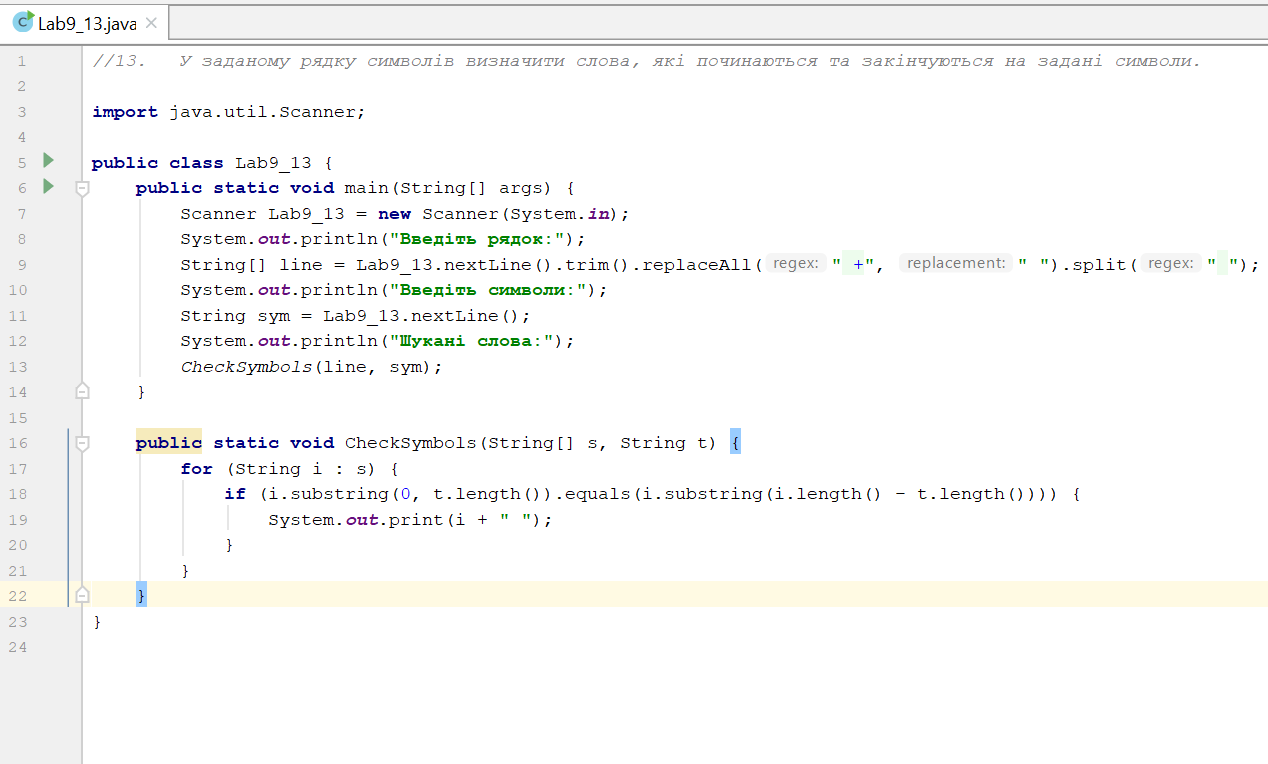 Lab9_13.java
1 //13.   У заданому рядку символів визначити слова, які починаються та закінчуються на задані символи.
2
3 import java.util.Scanner;
4
5 public class Lab9_13 {
6     public static void main(String[] args) {
7         Scanner Lab9_13 = new Scanner(System.in);
8         System.out.println("Введіть рядок:");
9         String[] line = Lab9_13.nextLine().trim().replaceAll( regex: " +", replacement: " ").split( regex: " ");
10         System.out.println("Введіть символи:");
11         String sym = Lab9_13.nextLine();
12         System.out.println("Шукані слова:");
13         CheckSymbols(line, sym);
14     }
15
16     public static void CheckSymbols(String[] s, String t) {
17         for (String i : s) {
18             if (i.substring(0, t.length()).equals(i.substring(i.length() - t.length()))) {
19                 System.out.print(i + " ");
20             }
21         }
22     }
23 }
24